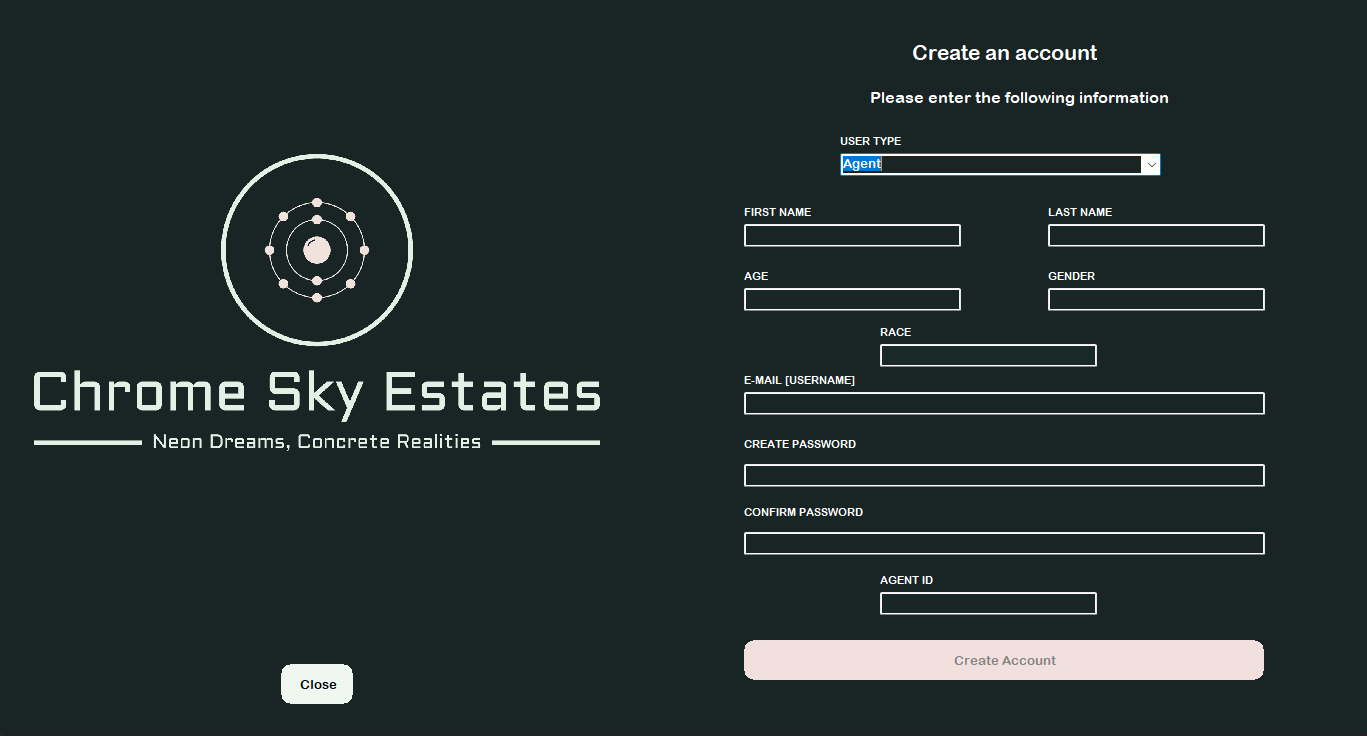 Create an account
Please enter the following information
USER TYPE
Agent
FIRST NAME
LAST NAME
AGE
GENDER
RACE
E-MAIL [USERNAME]
CREATE PASSWORD
CONFIRM PASSWORD
AGENT ID
Create Account
Chrome Sky Estates
Neon Dreams, Concrete Realities
Close